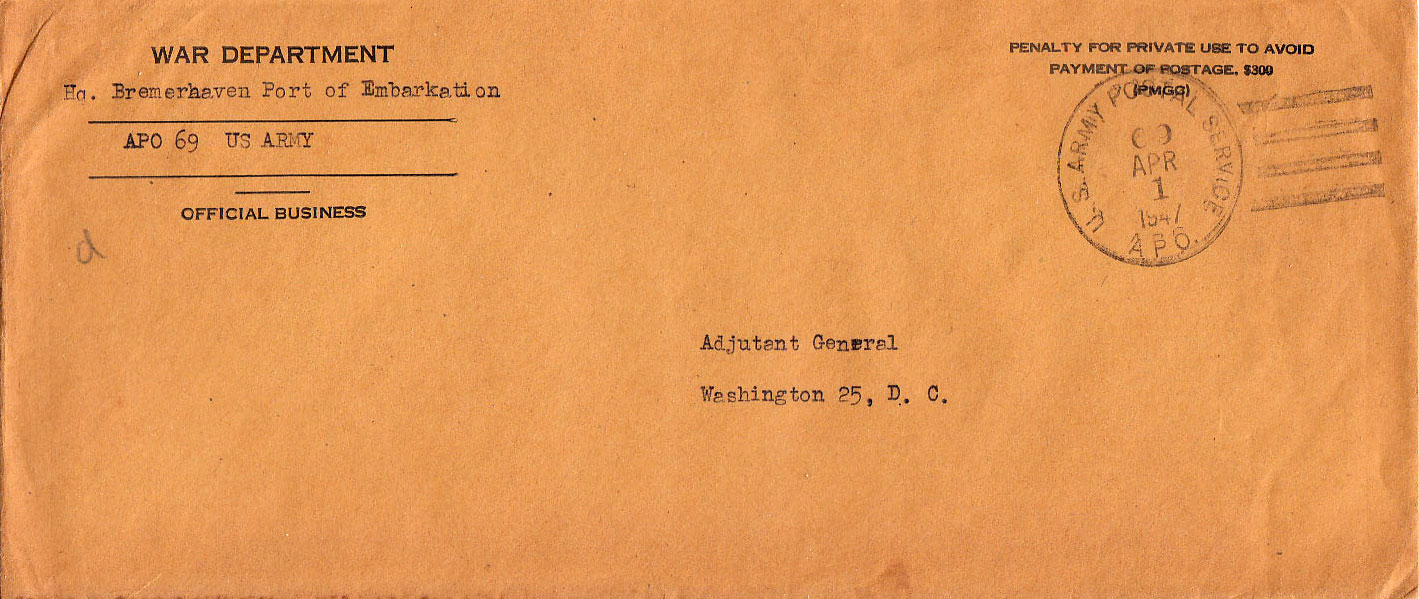 WAR DEPARTMENT
Hq. Bremerhaven Port of Embarkation
APO 69 US ARMY
OFFICIAL BUSINESS
d
PENALTY FOR PRIVATE USE TO AVOID
PAYMENT OF POSTAGE, $300
(PMGC)
U.S. ARMY POSTAL SERVICE
APR
1
1947
A.P.O.
Adjutant General
Washington 25, D. C.